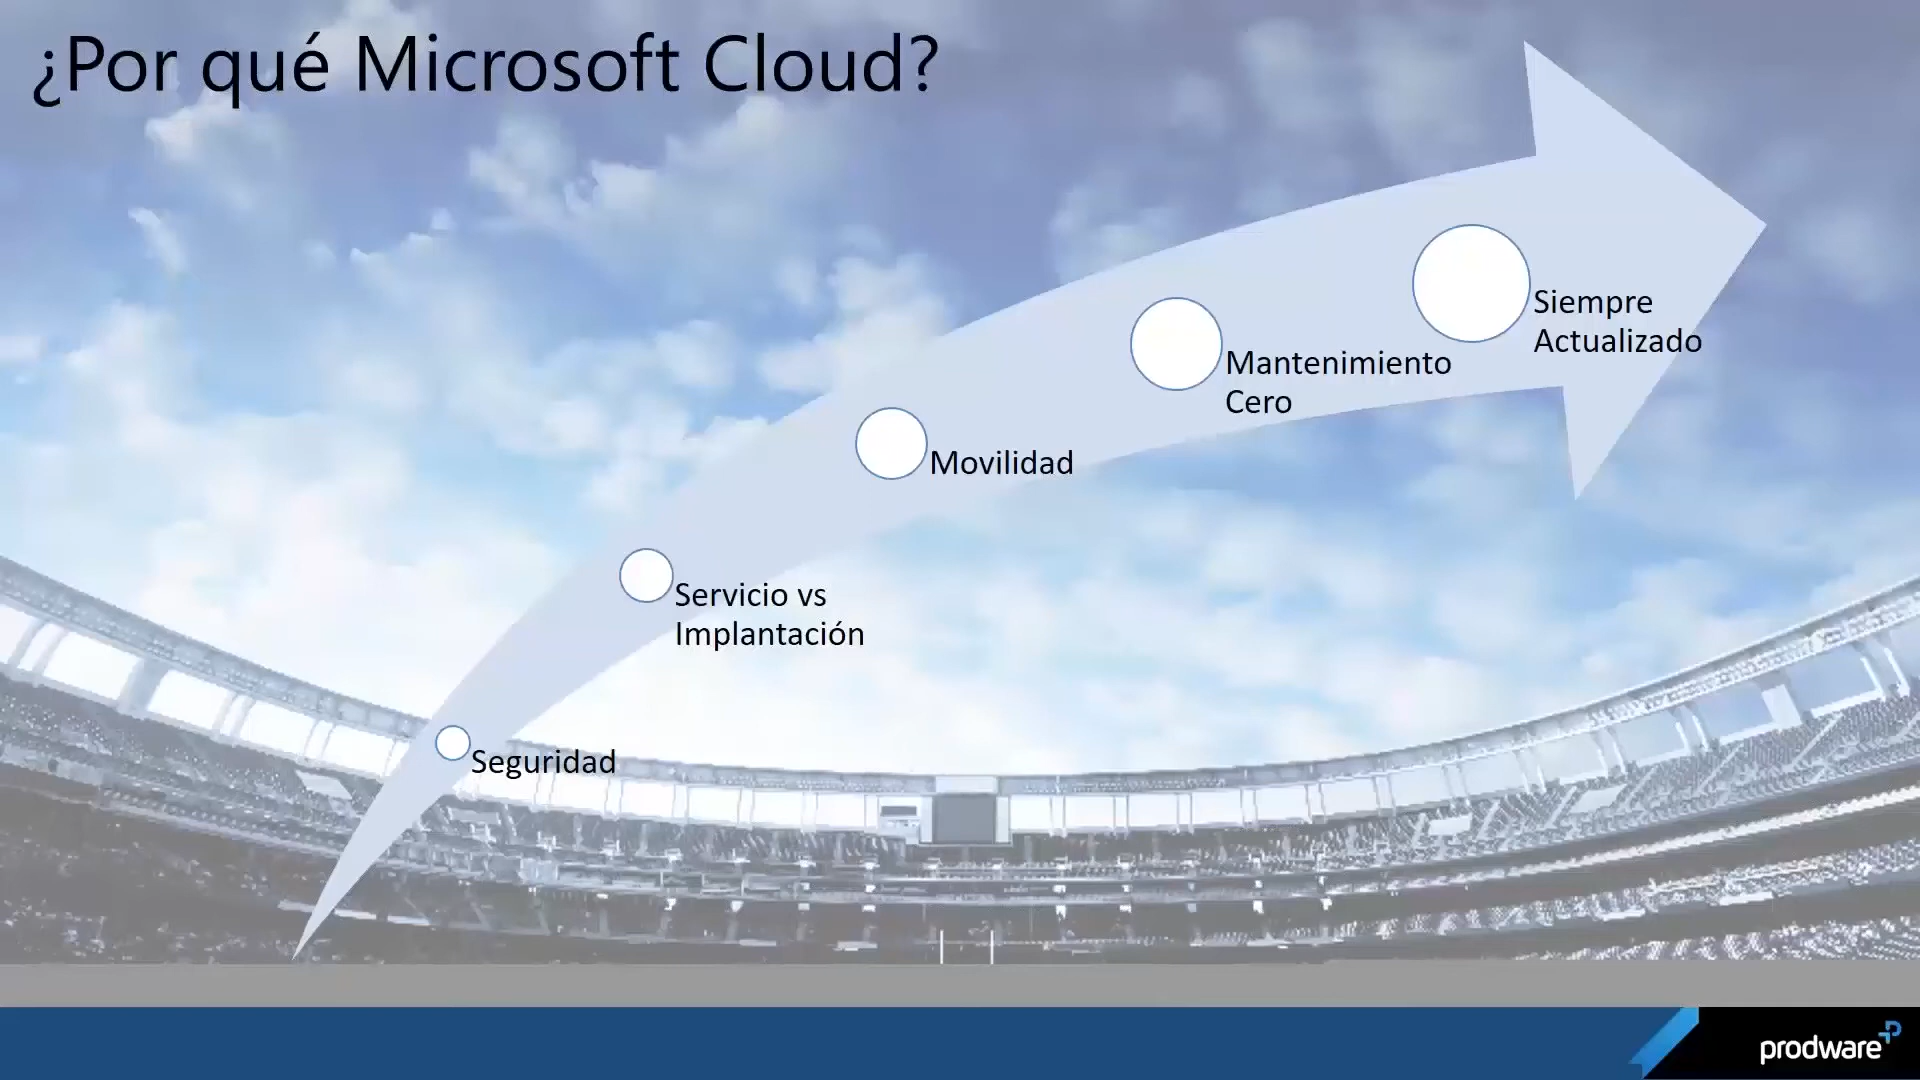 ¿Por qué Microsoft Cloud?
Siempre
Actualizado
Mantenimiento
Cero
Movilidad
Servicio vs
Implantación
Seguridad
prodware